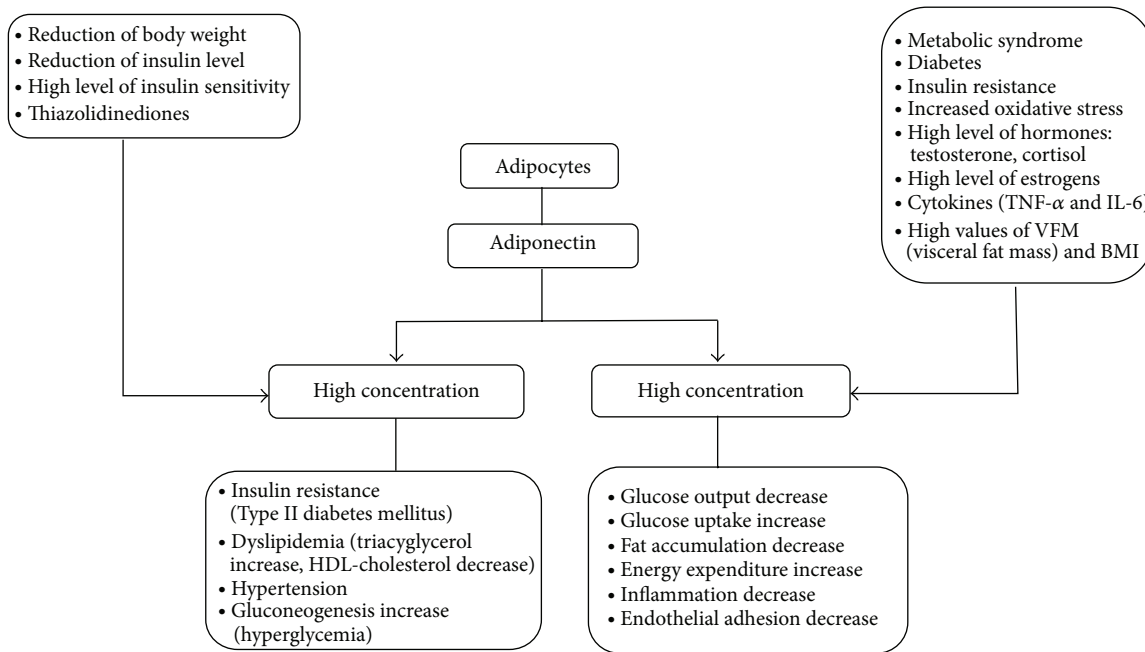 • Reduction of body weight
• Reduction of insulin level
• High level of insulin sensitivity
• Thiazolidinediones
• Metabolic syndrome
• Diabetes
• Insulin resistance
• Increased oxidative stress
• High level of hormones:
testosterone, cortisol
• High level of estrogens
• Cytokines (TNF-α and IL-6)
• High values of VFM
(visceral fat mass) and BMI
Adipocytes
Adiponectin
High concentration
High concentration
• Insulin resistance
(Type II diabetes mellitus)
• Dyslipidemia (triacyglycerol
increase, HDL-cholesterol decrease)
• Hypertension
• Gluconeogenesis increase
(hyperglycemia)
• Glucose output decrease
• Glucose uptake increase
• Fat accumulation decrease
• Energy expenditure increase
• Inflammation decrease
• Endothelial adhesion decrease